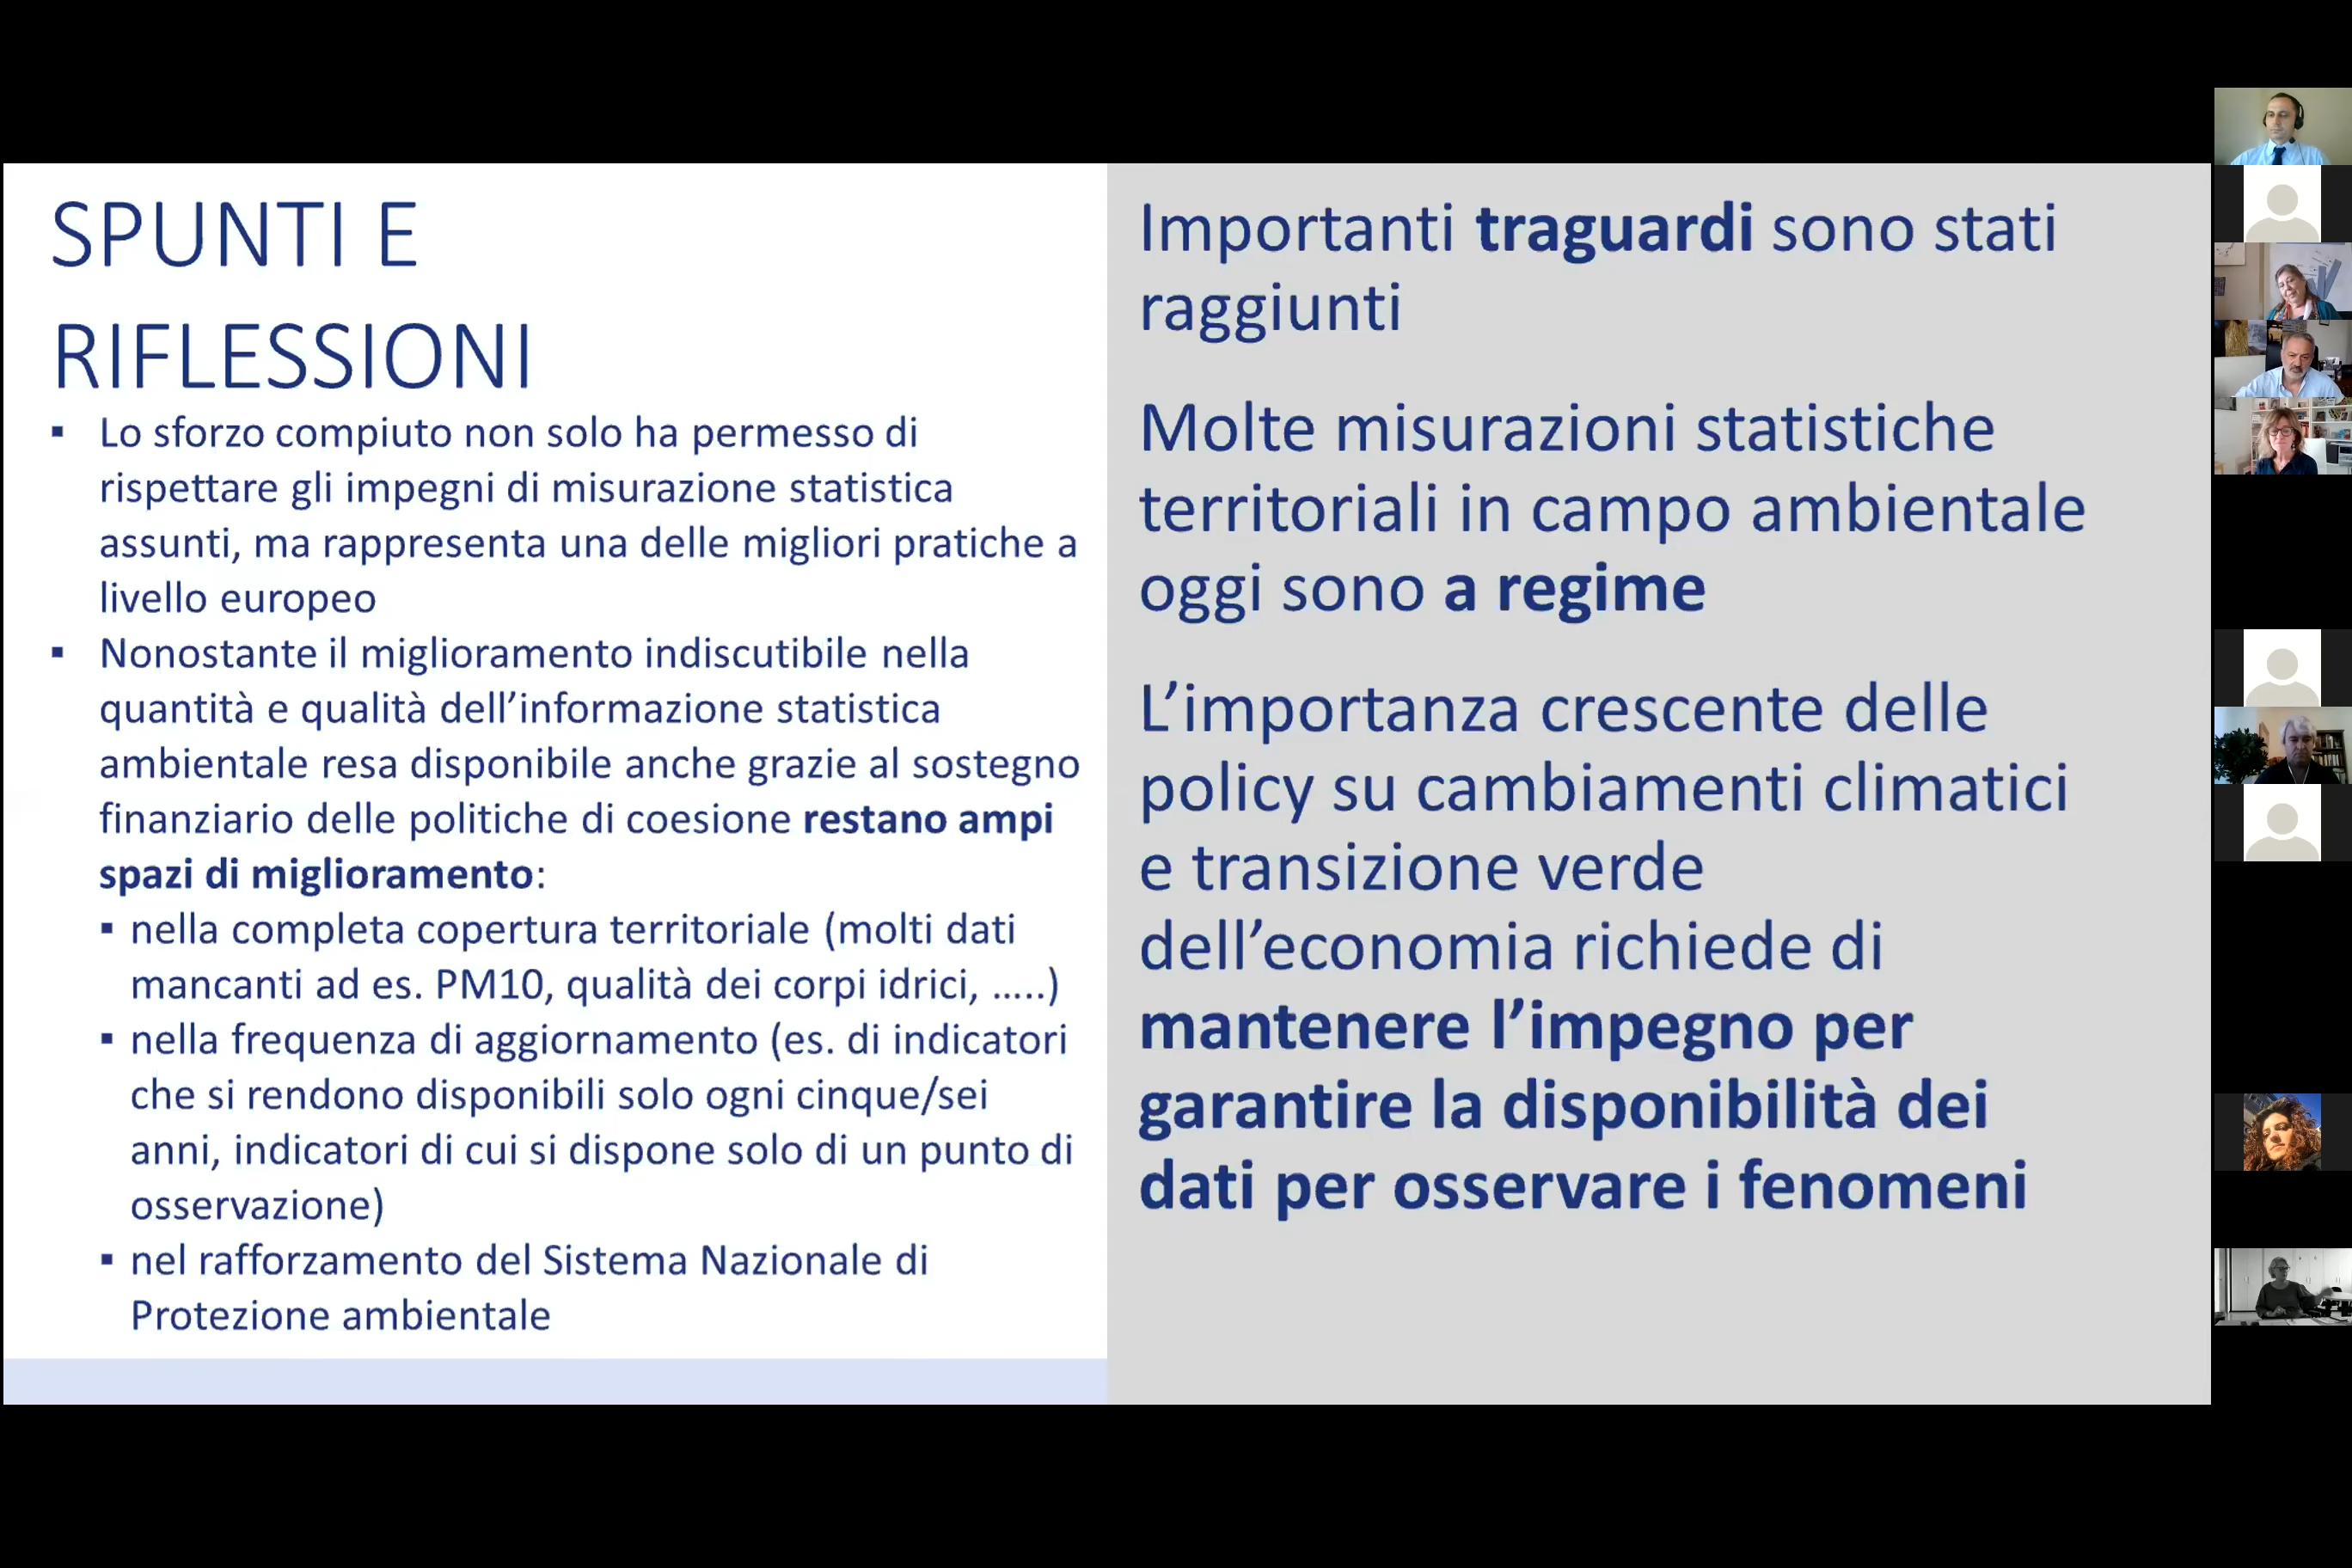 SPUNTI E
RIFLESSIONI
▪ Lo sforzo compiuto non solo ha permesso di
rispettare gli impegni di misurazione statistica
assunti, ma rappresenta una delle migliori pratiche a
livello europeo
▪ Nonostante il miglioramento indiscutibile nella
quantità e qualità dell’informazione statistica
ambientale resa disponibile anche grazie al sostegno
finanziario delle politiche di coesione restano ampi
spazi di miglioramento:
▪ nella completa copertura territoriale (molti dati
mancanti ad es. PM10, qualità dei corpi idrici, …..)
▪ nella frequenza di aggiornamento (es. di indicatori
che si rendono disponibili solo ogni cinque/sei
anni, indicatori di cui si dispone solo di un punto di
osservazione)
▪ nel rafforzamento del Sistema Nazionale di
Protezione ambientale
Importanti traguardi sono stati
raggiunti
Molte misurazioni statistiche
territoriali in campo ambientale
oggi sono a regime
L’importanza crescente delle
policy su cambiamenti climatici
e transizione verde
dell’economia richiede di
mantenere l’impegno per
garantire la disponibilità dei
dati per osservare i fenomeni